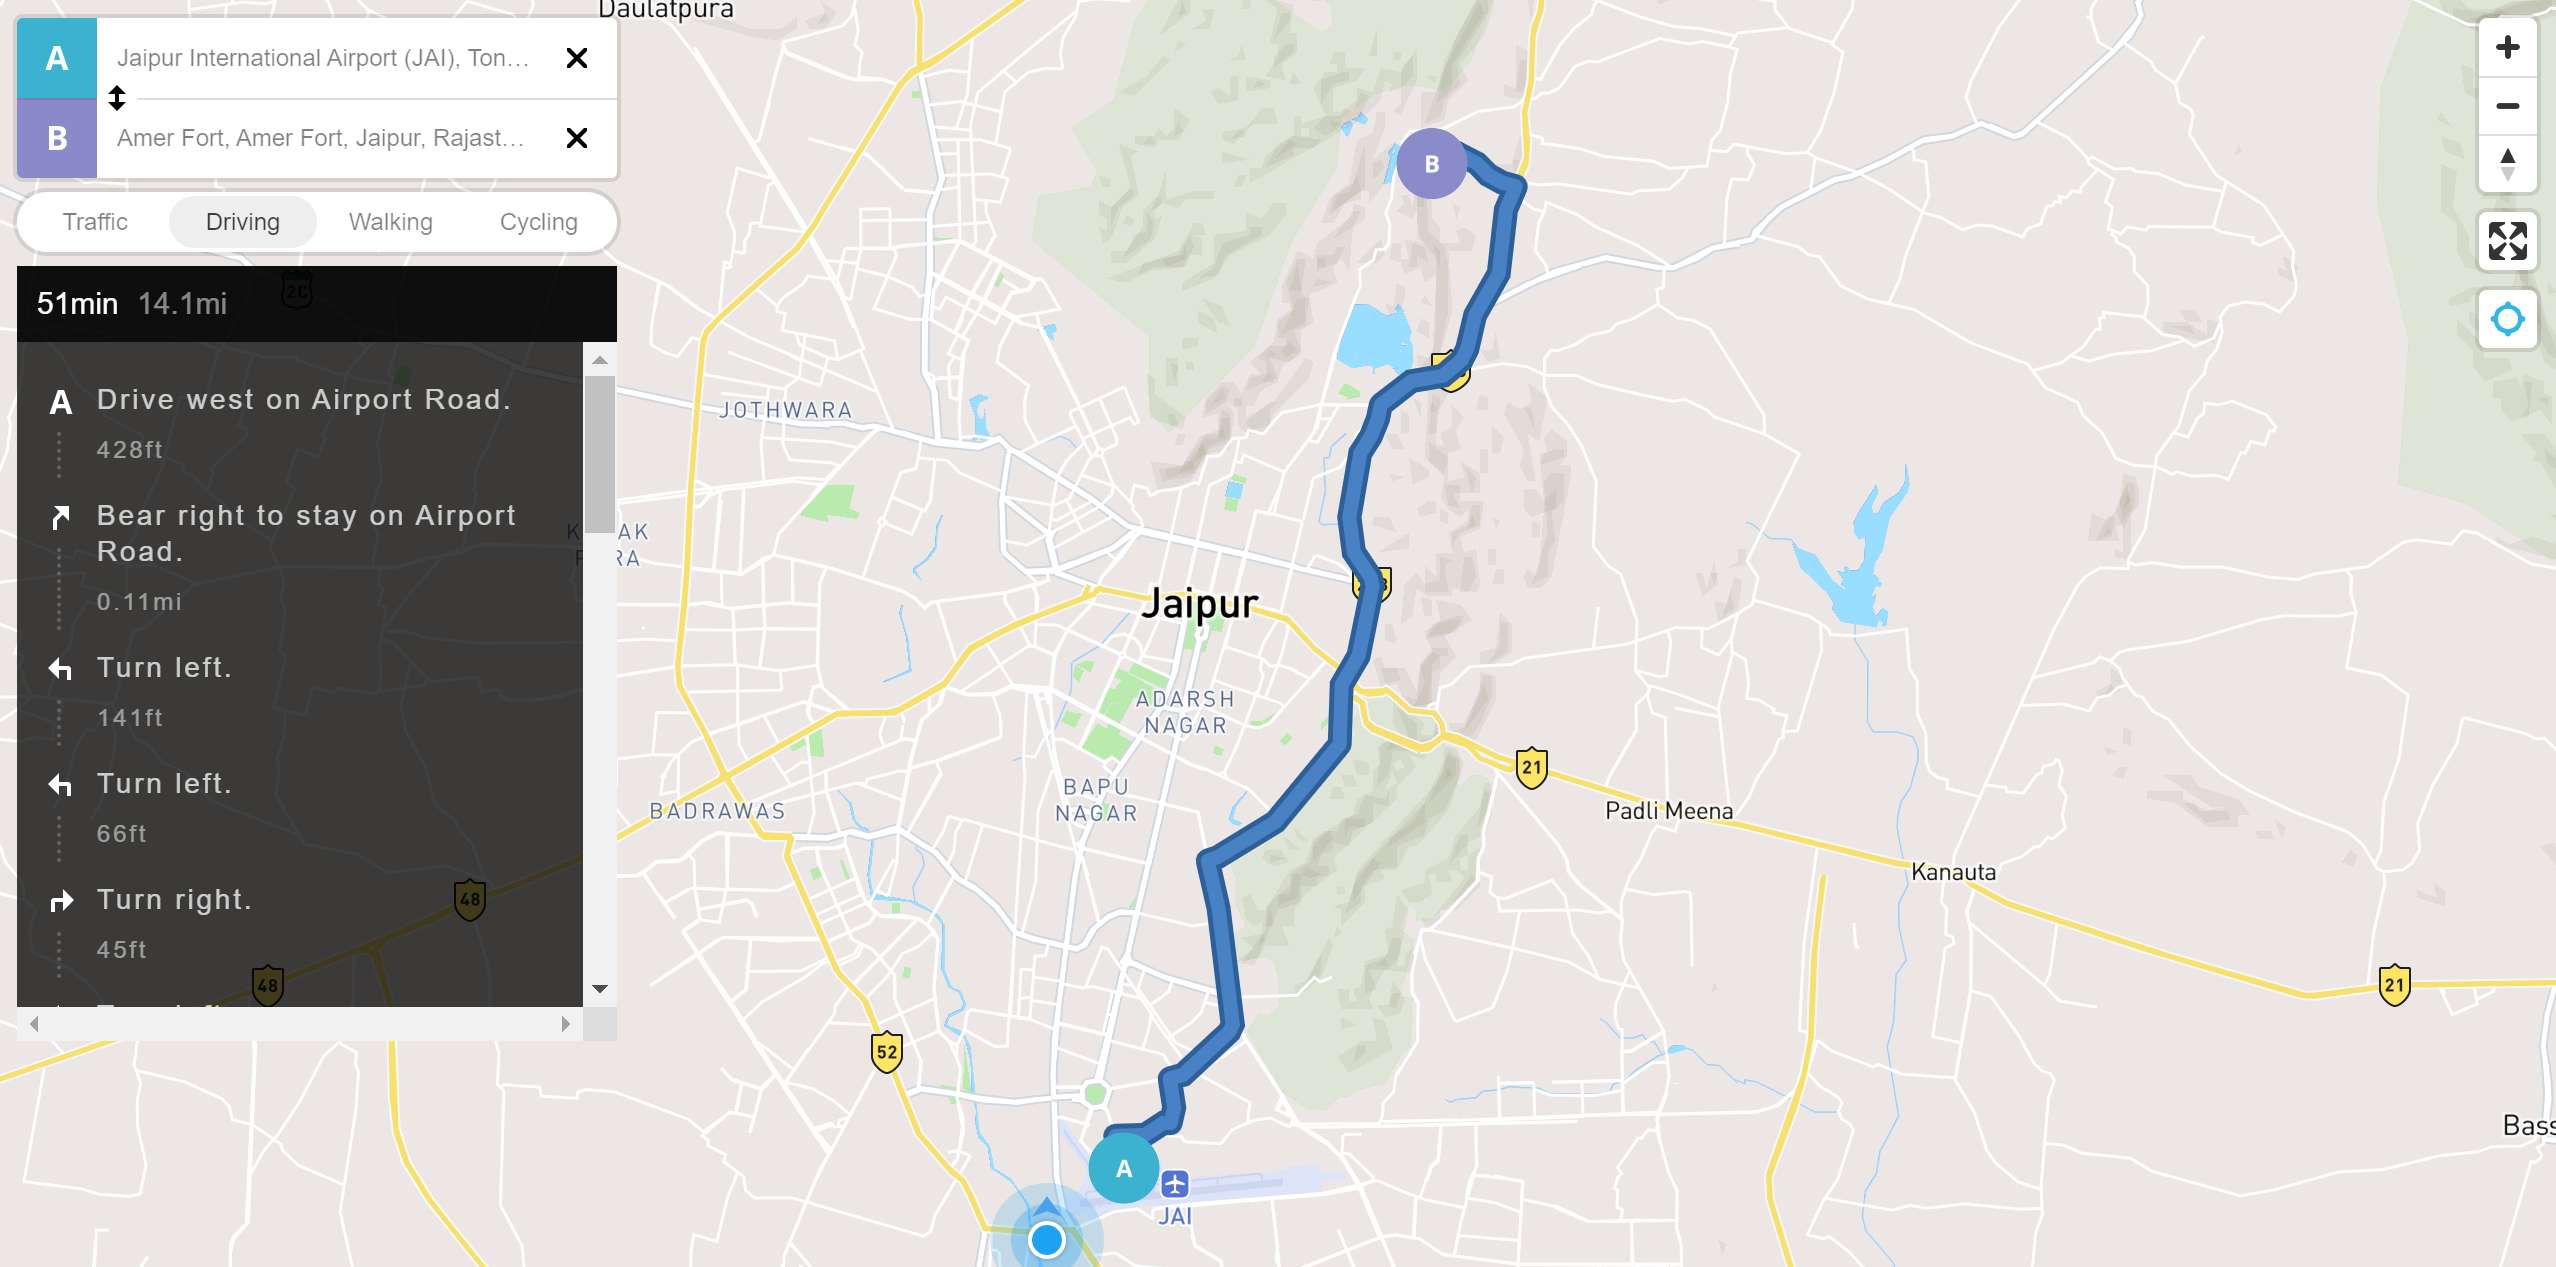 A
Jaipur International Airport (JAI), Ton...
B
Amer Fort, Amer Fort, Jaipur, Rajast...
Traffic
Driving
Walking
Cycling
51min 14.1mi
A
Drive west on Airport Road.
428ft
Bear right to stay on Airport
Road.
0.11mi
Turn left.
141ft
Turn left.
66ft
Turn right.
45ft
Daulatpura
2C
B
JOTHWARA
Jaipur
ADARSH
NAGAR
BAPU
NAGAR
BADRAWAS
21
Padli Meena
Kanauta
21
48
48
52
A
JAI